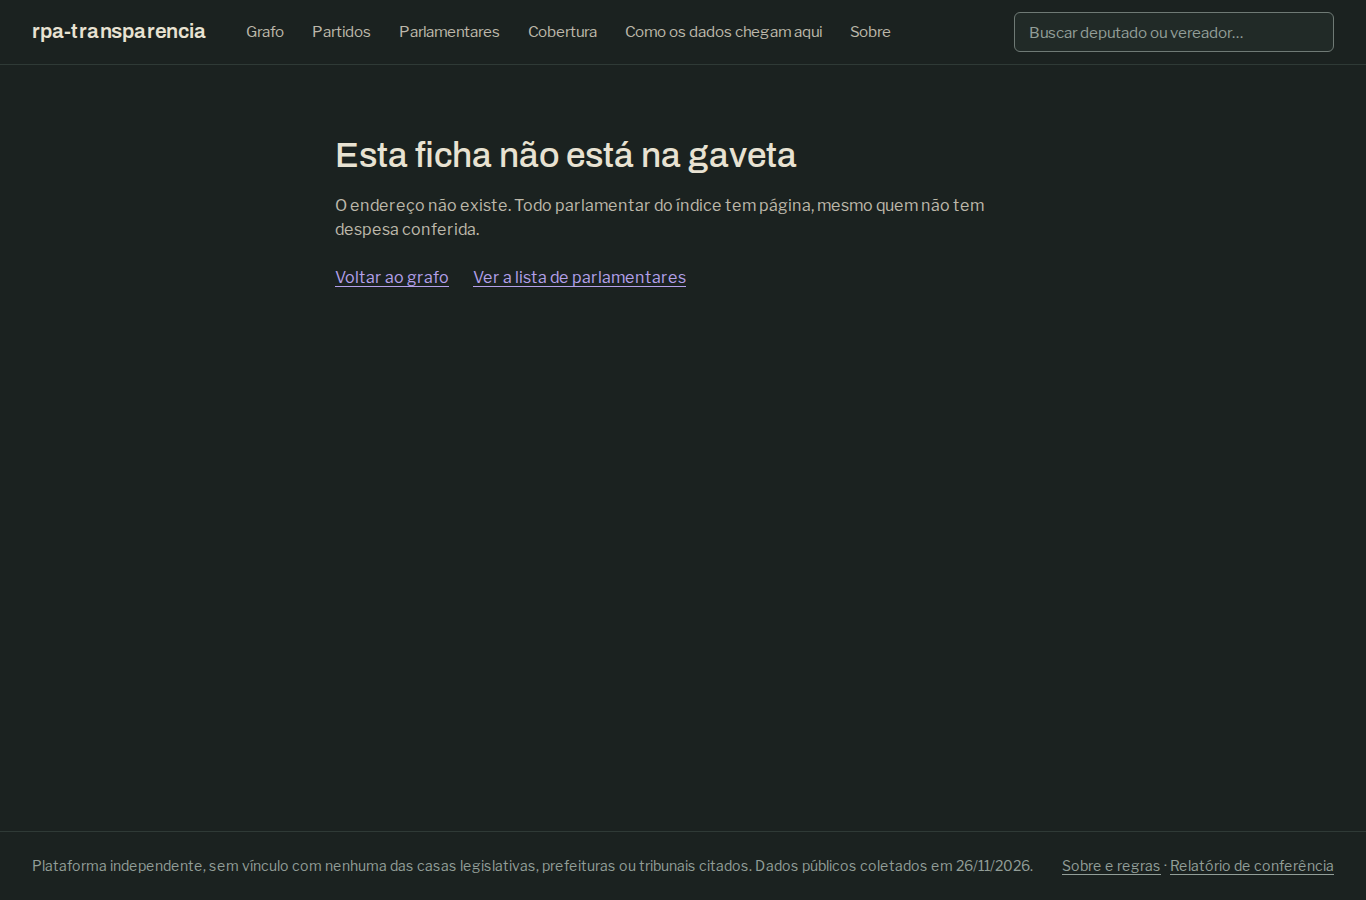 rpa-transparencia
Grafo
Partidos
Parlamentares
Cobertura
Como os dados chegam aqui
Sobre
Buscar deputado ou vereador...
Esta ficha não está na gaveta
O endereço não existe. Todo parlamentar do índice tem página, mesmo quem não tem
despesa conferida.
Voltar ao grafo
Ver a lista de parlamentares
Plataforma independente, sem vínculo com nenhuma das casas legislativas, prefeituras ou tribunais citados. Dados públicos coletados em 26/11/2026.
Sobre e regras · Relatório de conferência